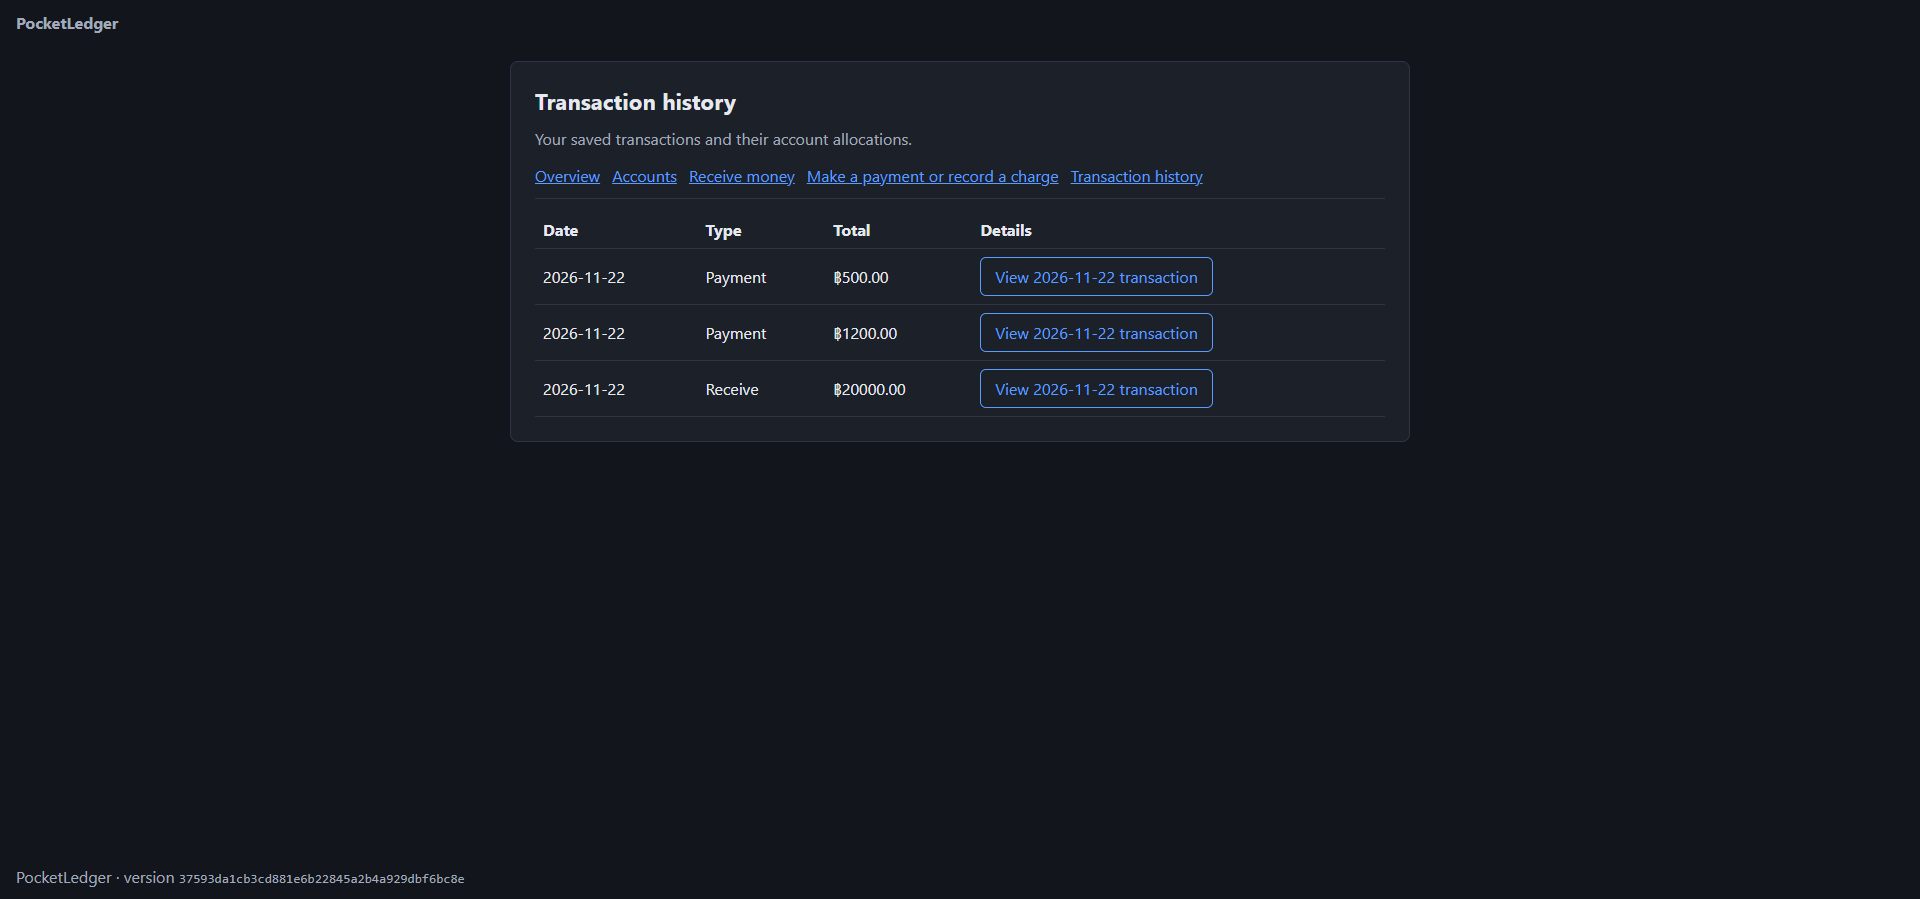 PocketLedger
Transaction history
Your saved transactions and their account allocations.
Overview Accounts Receive money Make a payment or record a charge Transaction history
Date Type Total Details
2026-11-22 Payment ฿500.00 View 2026-11-22 transaction
2026-11-22 Payment ฿1200.00 View 2026-11-22 transaction
2026-11-22 Receive ฿20000.00 View 2026-11-22 transaction
PocketLedger · version 37593da1cb3cd881e6b22845a2b4a929dbf6bc8e